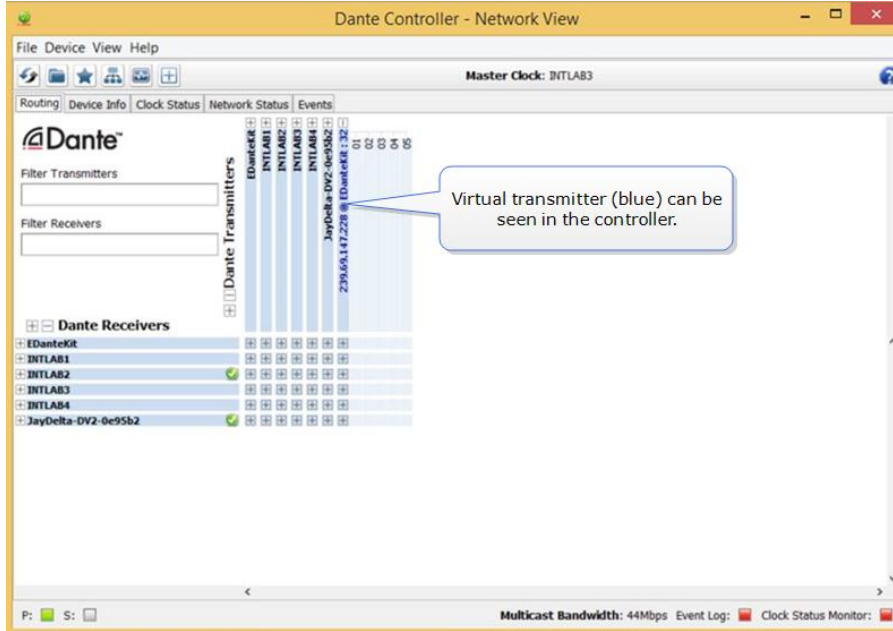 Dante Controller - Network View
File Device View Help
Master Clock: INTLAB3
Routing Device Info Clock Status Network Status Events
Dante™
Filter Transmitters
Filter Receivers
Dante Transmitters
EDanteKit
INTLAB1
INTLAB2
INTLAB3
INTLAB4
JayDelta-DV2-0e95b2
239.69.147.228 @ EDanteKit : 32
01
02
03
04
05
Virtual transmitter (blue) can be
seen in the controller.
Dante Receivers
EDanteKit
INTLAB1
INTLAB2
INTLAB3
INTLAB4
JayDelta-DV2-0e95b2
P: S: Multicast Bandwidth: 44Mbps Event Log: Clock Status Monitor: